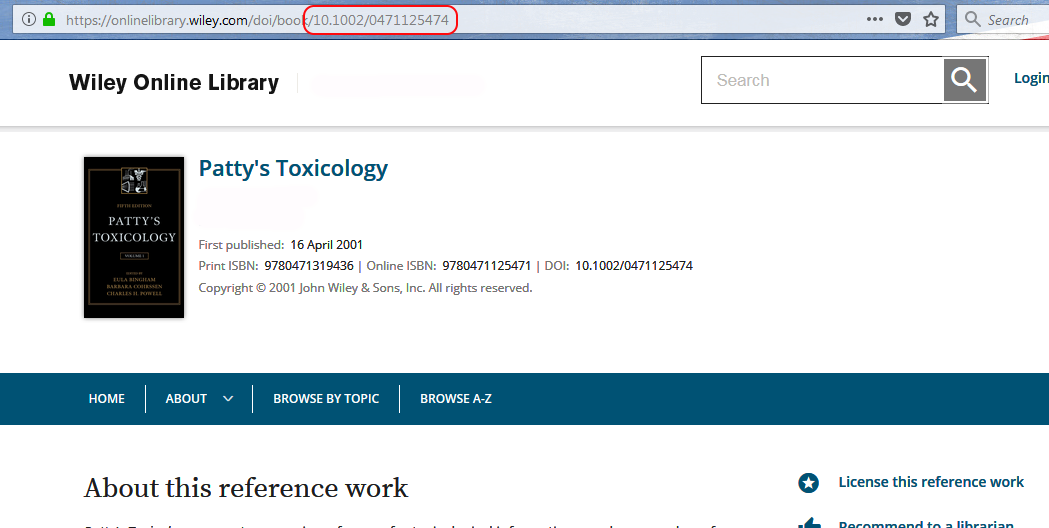 https://onlinelibrary.wiley.com/doi/book/10.1002/0471125474
Search
Wiley Online Library
Search
Login
Patty's Toxicology
FIFTH EDITION
PATTY'S
TOXICOLOGY
VOLUME 1
EDITED BY
EULA BINGHAM
BARBARA COHRSSEN
CHARLES H. POWELL
First published: 16 April 2001
Print ISBN: 9780471319436 | Online ISBN: 9780471125471 | DOI: 10.1002/0471125474
Copyright © 2001 John Wiley & Sons, Inc. All rights reserved.
HOME ABOUT BROWSE BY TOPIC BROWSE A-Z
About this reference work
License this reference work
Recommend to a librarian